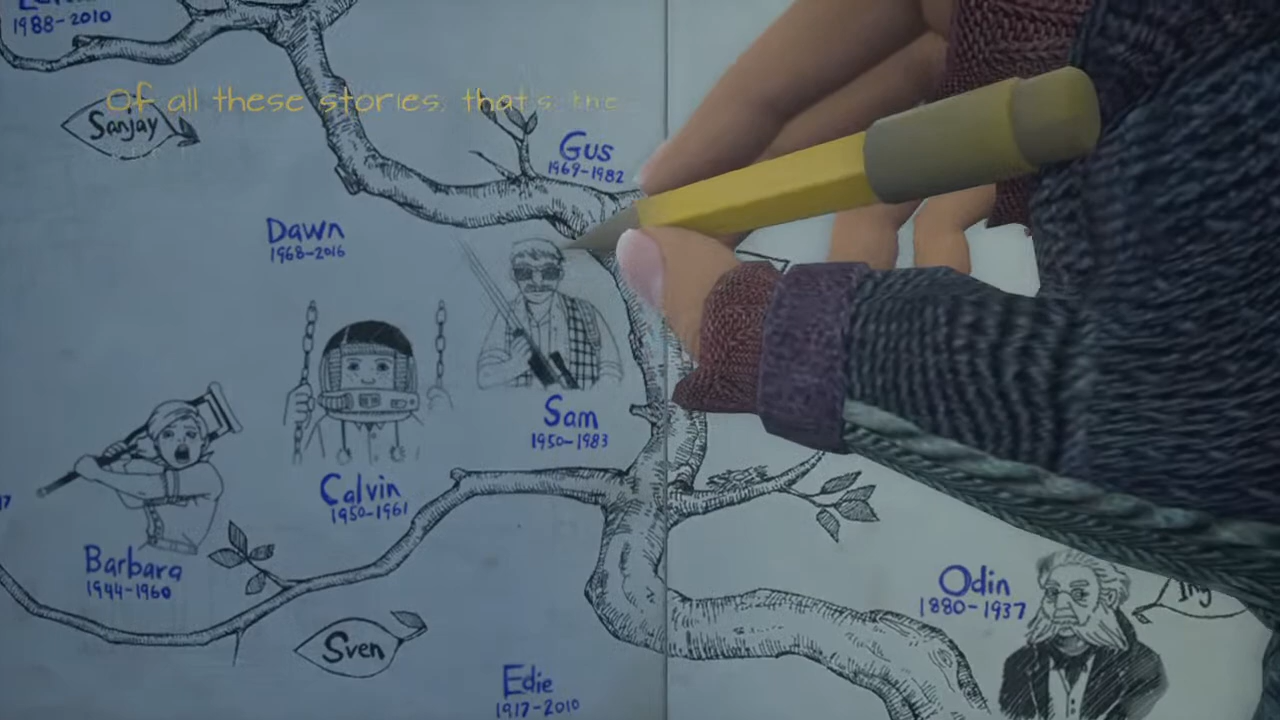 1988-2010
Of all these stories, that's the
Sanjay
Gus
1969-1982
Dawn
1968-2016
Sam
1950-1983
Calvin
1950-1961
Barbara
1944-1960
Odin
1880-1937
Sven
Edie
1917-2010